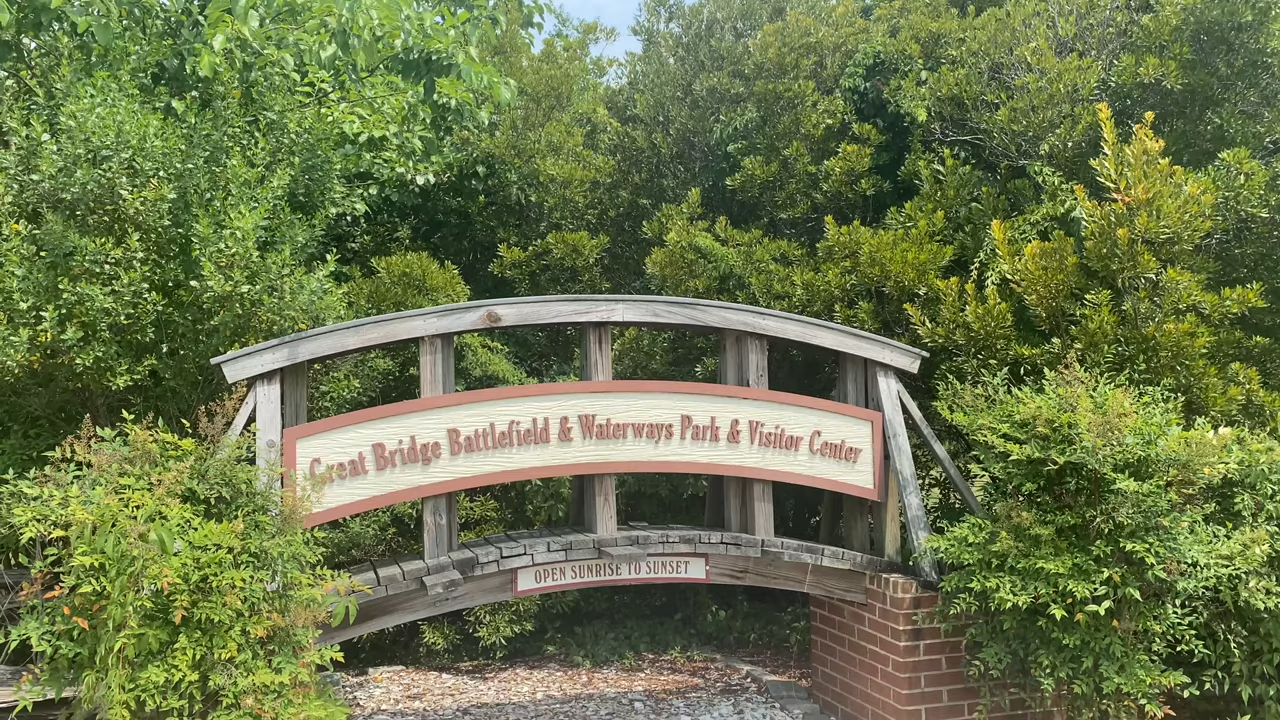 Great Bridge Battlefield & Waterways Park & Visitor Center
OPEN SUNRISE TO SUNSET